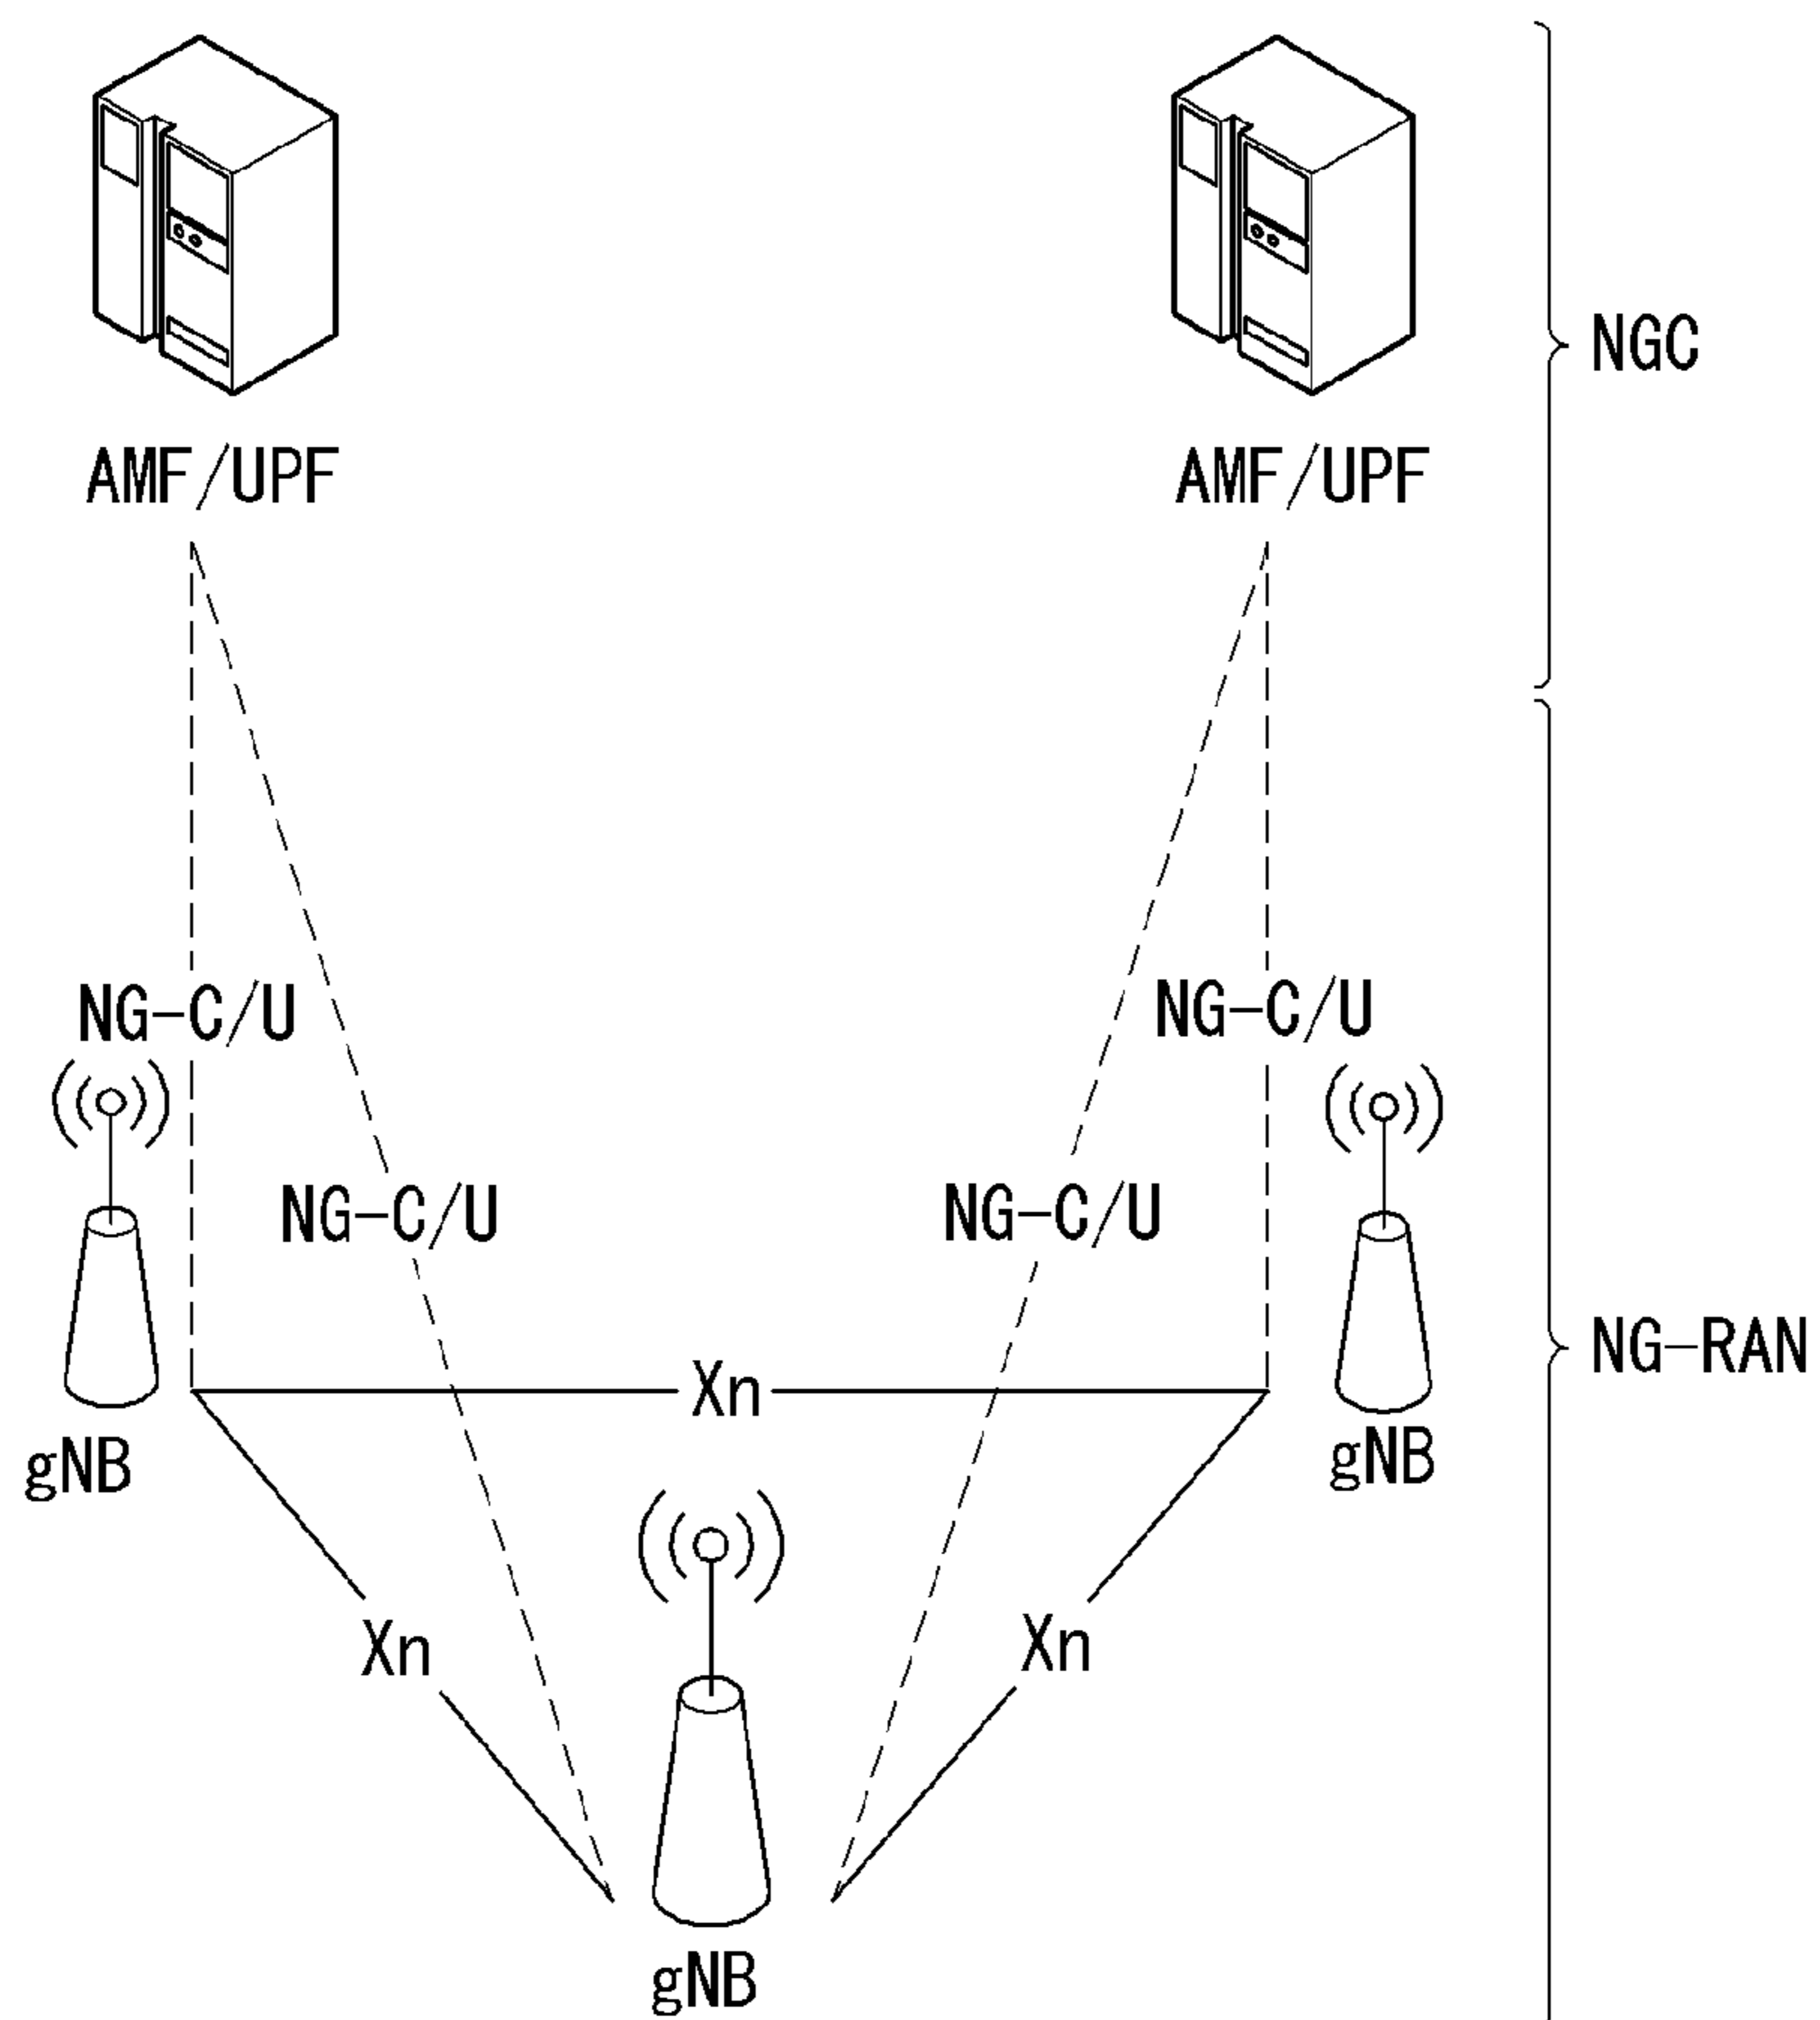 NGC
AMF/UPF
AMF/UPF
NG-C/U
NG-C/U
NG-C/U
NG-C/U
NG-RAN
Xn
gNB
gNB
Xn
Xn
gNB